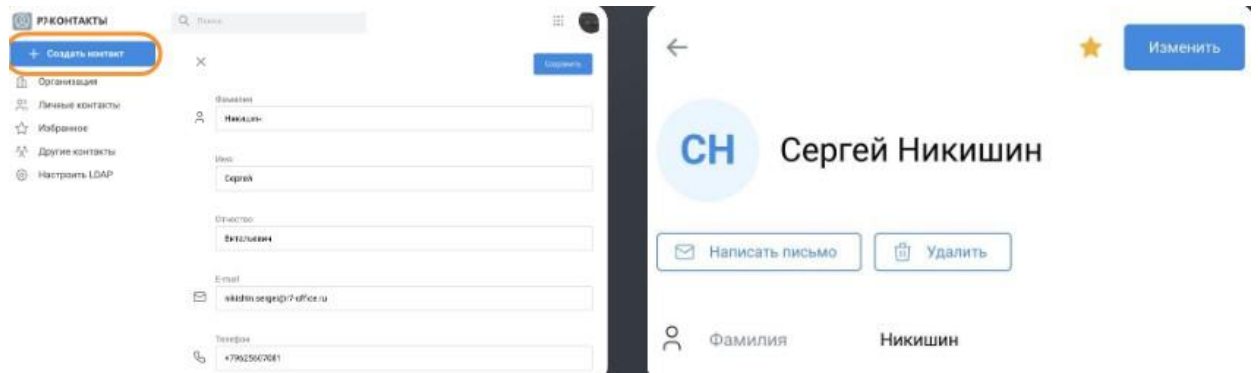 Р7-КОНТАКТЫ
Поиск
+ Создать контакт
Организация
Личные контакты
Избранное
Другие контакты
Настроить LDAP
Сохранить
Фамилия
Никишин
Имя
Сергей
Отчество
Витальевич
E-mail
nikishin.sergei@r7-office.ru
Телефон
+79625607081
Изменить
СН
Сергей Никишин
Написать письмо
Удалить
Фамилия Никишин